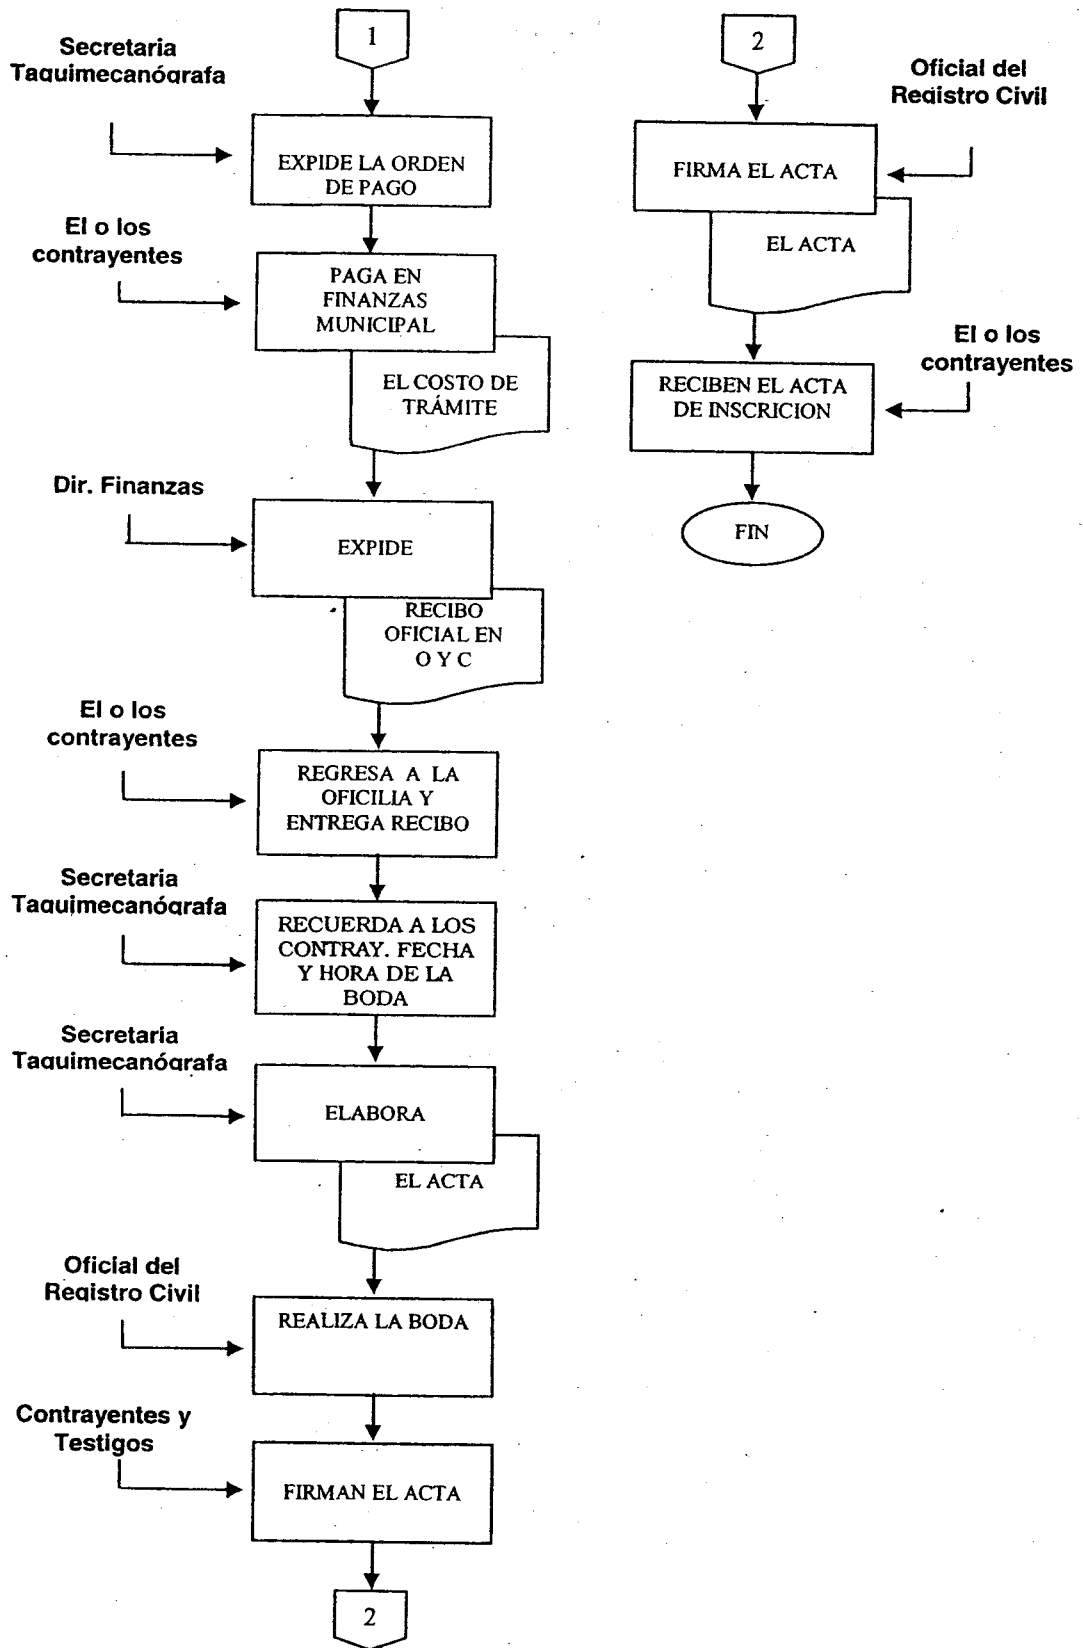 1
Secretaria
Taquimecanógrafa
EXPIDE LA ORDEN
DE PAGO
El o los
contrayentes
PAGA EN
FINANZAS
MUNICIPAL
EL COSTO DE
TRÁMITE
Dir. Finanzas
EXPIDE
RECIBO
OFICIAL EN
O Y C
El o los
contrayentes
REGRESA A LA
OFICILIA Y
ENTREGA RECIBO
Secretaria
Taquimecanógrafa
RECUERDA A LOS
CONTRAY. FECHA
Y HORA DE LA
BODA
Secretaria
Taquimecanógrafa
ELABORA
EL ACTA
Oficial del
Registro Civil
REALIZA LA BODA
Contrayentes y
Testigos
FIRMAN EL ACTA
2
2
Oficial del
Registro Civil
FIRMA EL ACTA
EL ACTA
El o los
contrayentes
RECIBEN EL ACTA
DE INSCRICION
FIN